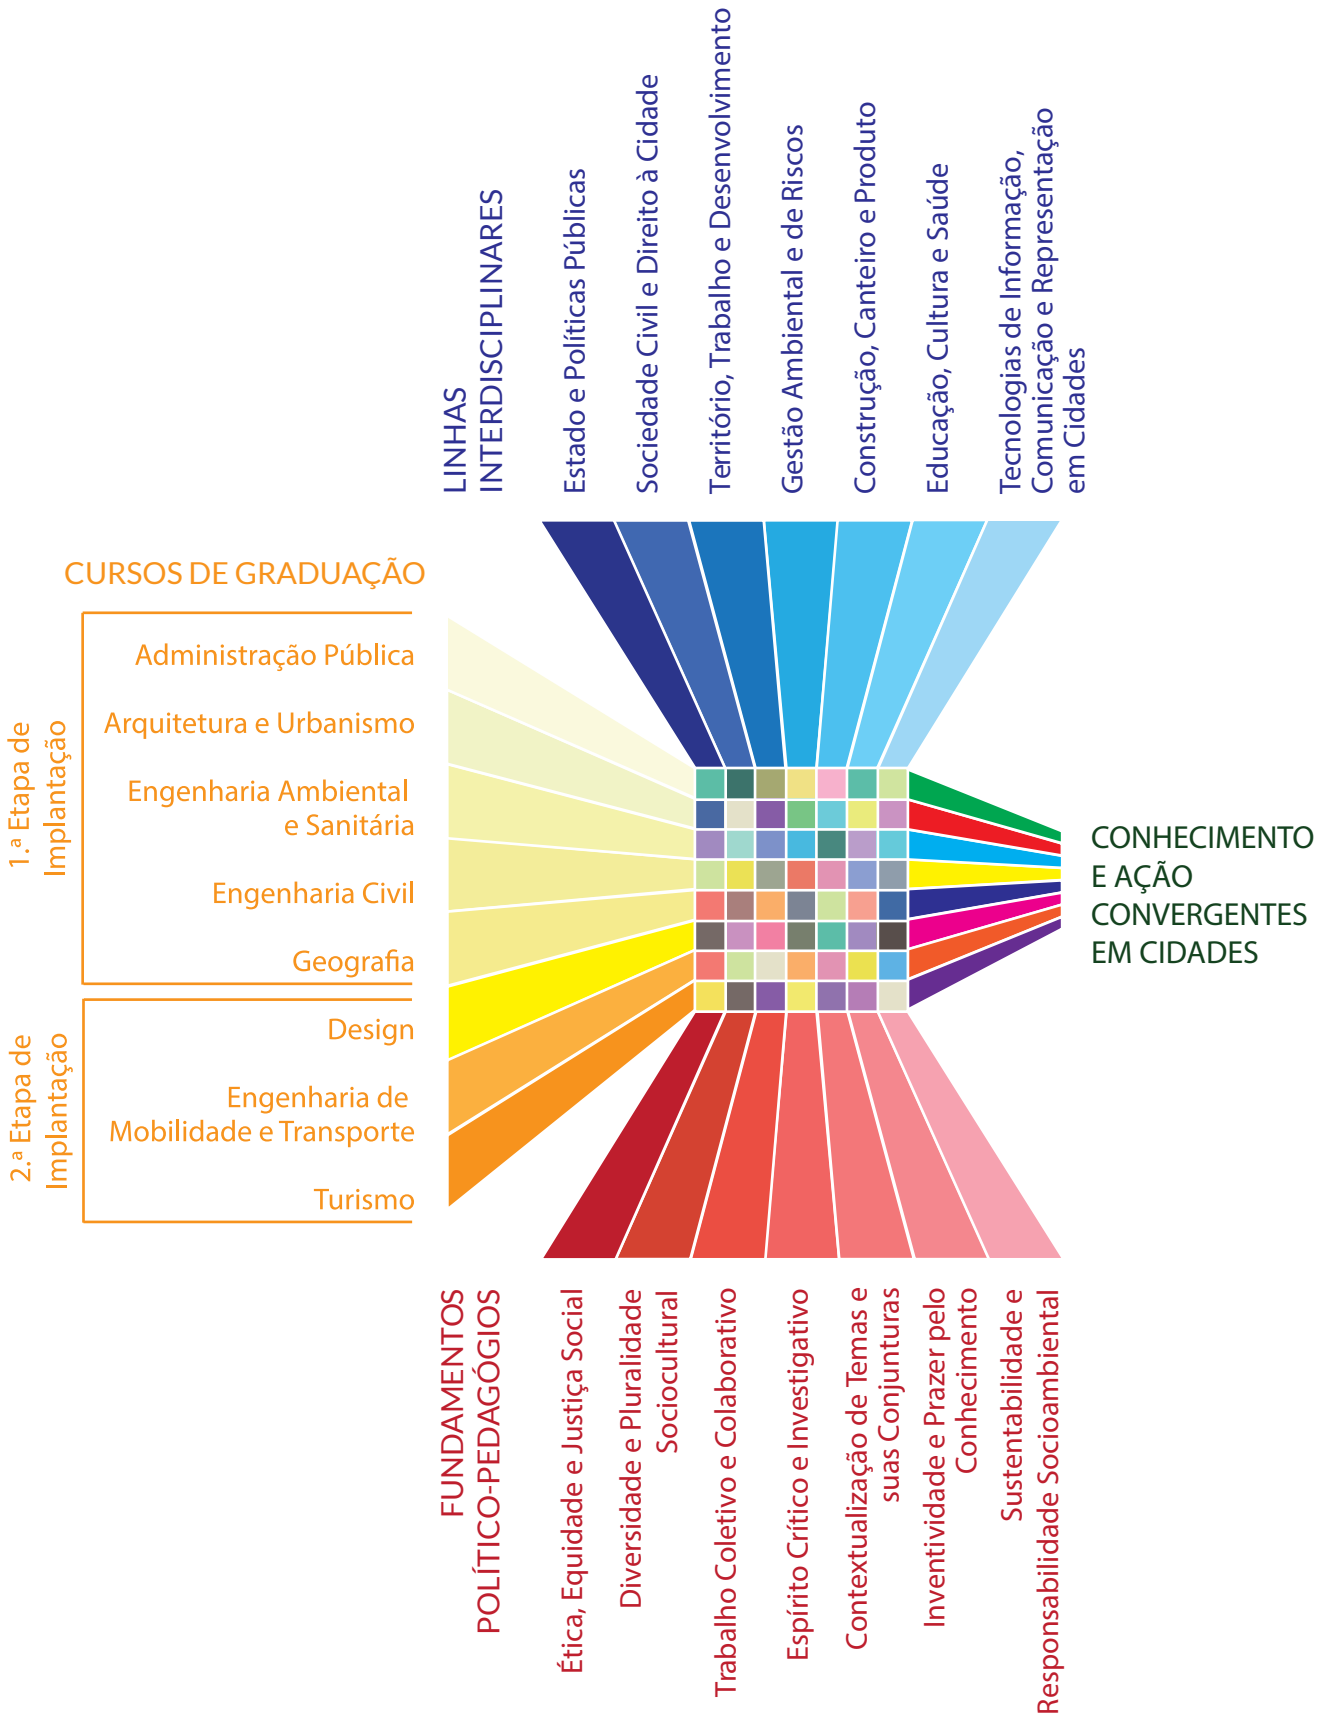 LINHAS
INTERDISCIPLINARES
Estado e Políticas Públicas
Sociedade Civil e Direito à Cidade
Território, Trabalho e Desenvolvimento
Gestão Ambiental e de Riscos
Construção, Canteiro e Produto
Educação, Cultura e Saúde
Tecnologias de Informação,
Comunicação e Representação
em Cidades
CURSOS DE GRADUAÇÃO
1.ª Etapa de
Implantação
Administração Pública
Arquitetura e Urbanismo
Engenharia Ambiental
e Sanitária
Engenharia Civil
Geografia
2.ª Etapa de
Implantação
Design
Engenharia de
Mobilidade e Transporte
Turismo
CONHECIMENTO
E AÇÃO
CONVERGENTES
EM CIDADES
FUNDAMENTOS
POLÍTICO-PEDAGÓGIOS
Ética, Equidade e Justiça Social
Diversidade e Pluralidade
Sociocultural
Trabalho Coletivo e Colaborativo
Espírito Crítico e Investigativo
Contextualização de Temas e
suas Conjunturas
Inventividade e Prazer pelo
Conhecimento
Sustentabilidade e
Responsabilidade Socioambiental